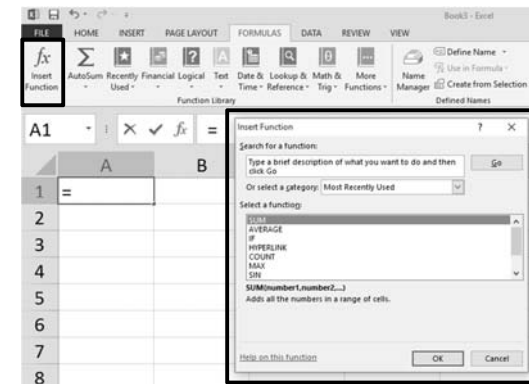 Book3 - Excel
FILE HOME INSERT PAGE LAYOUT FORMULAS DATA REVIEW VIEW
fx Σ ? A θ ...
Insert Function
AutoSum
Recently Used
Financial
Logical
Text
Date & Time
Lookup & Reference
Math & Trig
More Functions
Name Manager
Define Name
Use in Formula
Create from Selection
Function Library Defined Names
A1 fx =
Insert Function ? X
Search for a function:
Type a brief description of what you want to do and then click Go
Go
Or select a category: Most Recently Used
Select a function:
SUM
AVERAGE
IF
HYPERLINK
COUNT
MAX
SIN
SUM(number1,number2,...)
Adds all the numbers in a range of cells.
Help on this function OK Cancel
A B
1 =
2
3
4
5
6
7
8